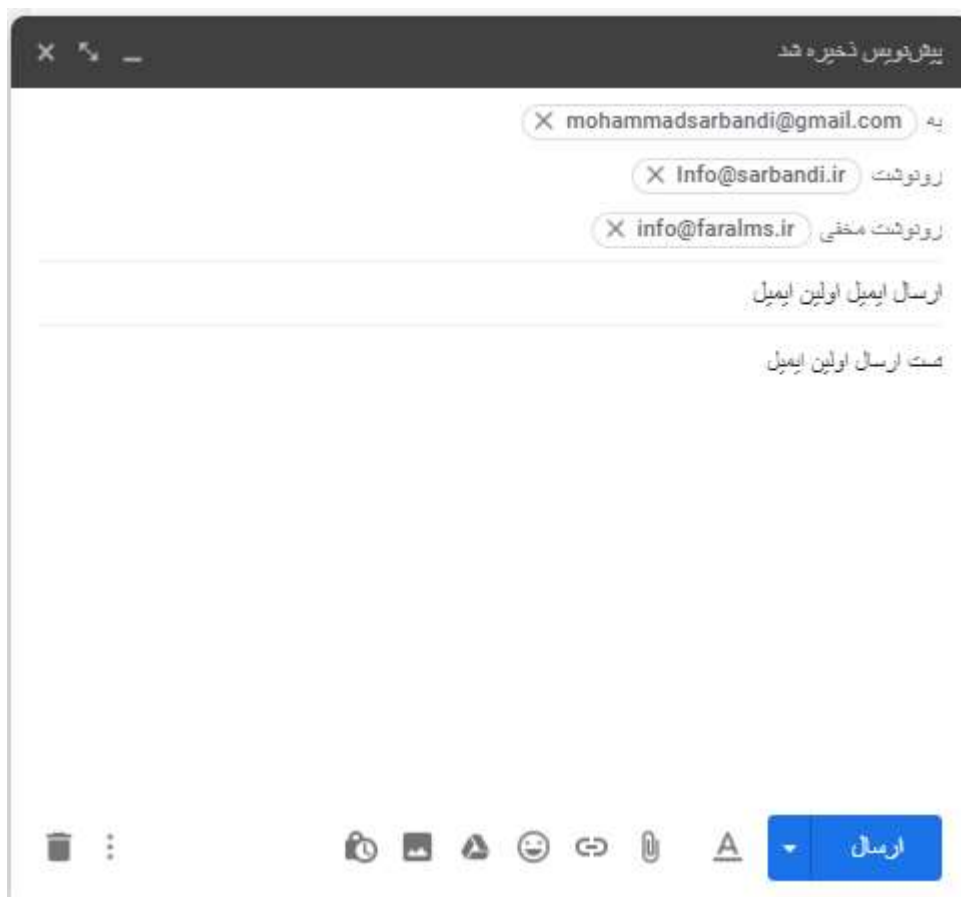 پیش‌نویس ذخیره شد
به mohammadsarbandi@gmail.com
رونوشت Info@sarbandi.ir
رونوشت مخفی info@faralms.ir
ارسال ایمیل اولین ایمیل
تست ارسال اولین ایمیل
ارسال